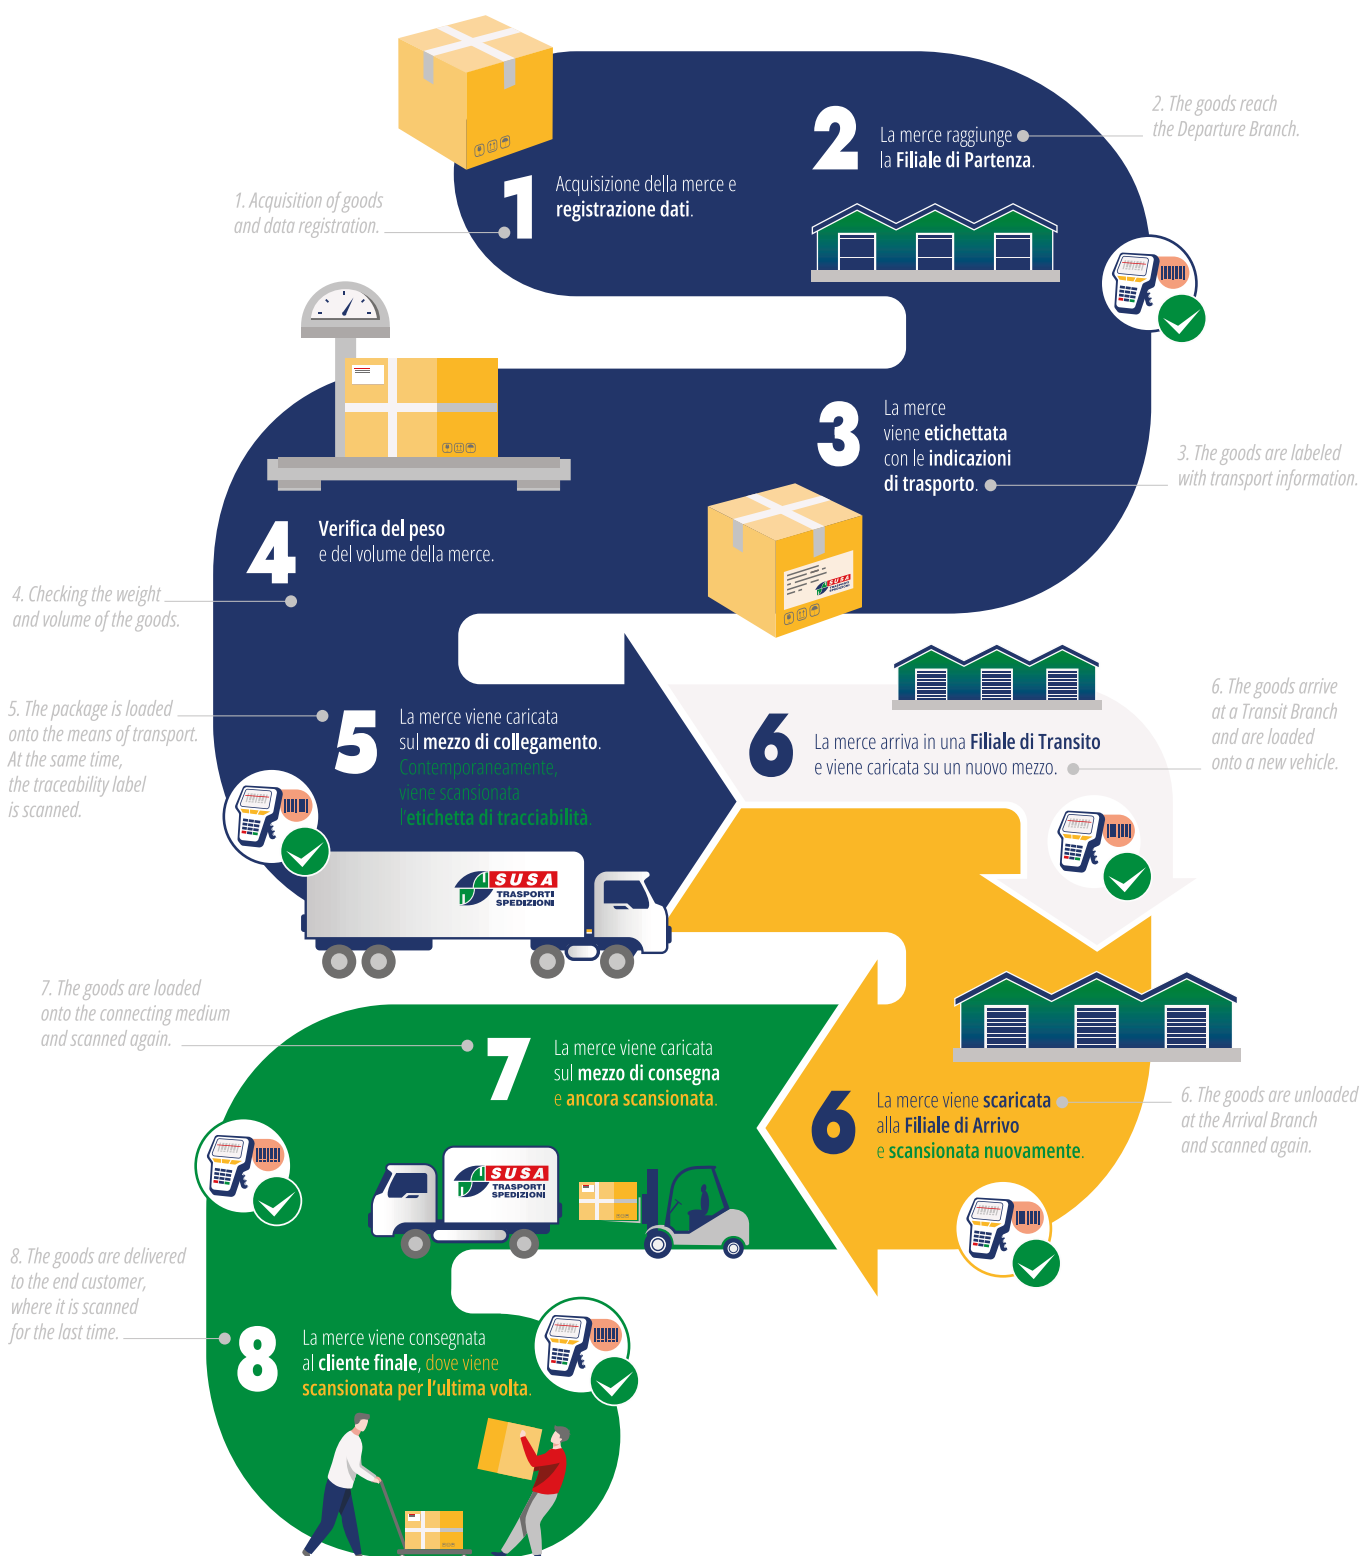 1
Acquisizione della merce e
registrazione dati.
1. Acquisition of goods
and data registration.
2
La merce raggiunge
la Filiale di Partenza.
2. The goods reach
the Departure Branch.
3
La merce
viene etichettata
con le indicazioni
di trasporto.
3. The goods are labeled
with transport information.
SUSA
TRASPORTI
SPEDIZIONI
4
Verifica del peso
e del volume della merce.
4. Checking the weight
and volume of the goods.
5
La merce viene caricata
sul mezzo di collegamento.
Contemporaneamente,
viene scansionata
l'etichetta di tracciabilità.
5. The package is loaded
onto the means of transport.
At the same time,
the traceability label
is scanned.
SUSA
TRASPORTI
SPEDIZIONI
6
La merce arriva in una Filiale di Transito
e viene caricata su un nuovo mezzo.
6. The goods arrive
at a Transit Branch
and are loaded
onto a new vehicle.
6
La merce viene scaricata
alla Filiale di Arrivo
e scansionata nuovamente.
6. The goods are unloaded
at the Arrival Branch
and scanned again.
7
La merce viene caricata
sul mezzo di consegna
e ancora scansionata.
7. The goods are loaded
onto the connecting medium
and scanned again.
SUSA
TRASPORTI
SPEDIZIONI
8
La merce viene consegnata
al cliente finale, dove viene
scansionata per l'ultima volta.
8. The goods are delivered
to the end customer,
where it is scanned
for the last time.